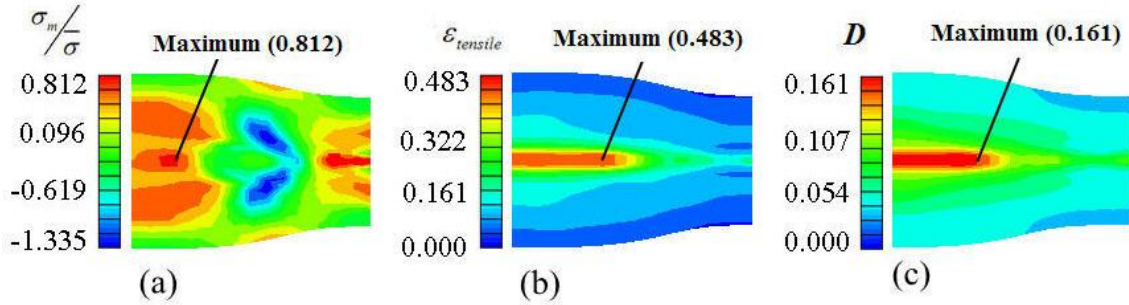 σm/σ̄
Maximum (0.812)
0.812
0.096
-0.619
-1.335
(a)
εtensile
Maximum (0.483)
0.483
0.322
0.161
0.000
(b)
D
Maximum (0.161)
0.161
0.107
0.054
0.000
(c)